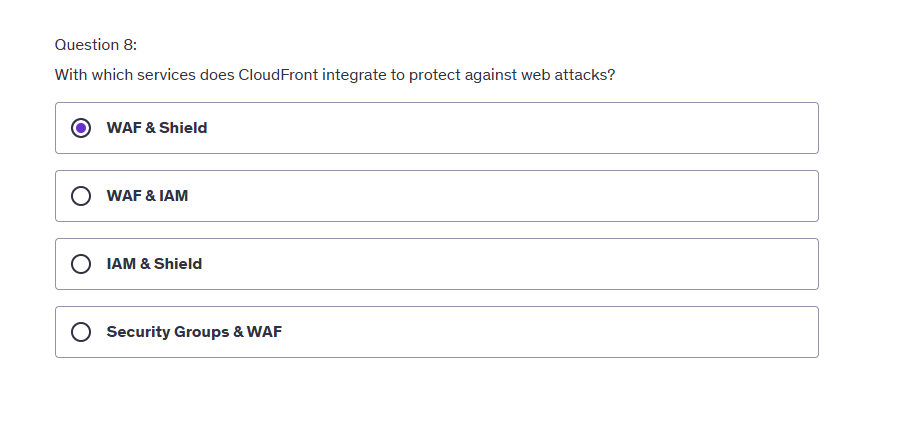 Question 8:
With which services does CloudFront integrate to protect against web attacks?
WAF & Shield
WAF & IAM
IAM & Shield
Security Groups & WAF